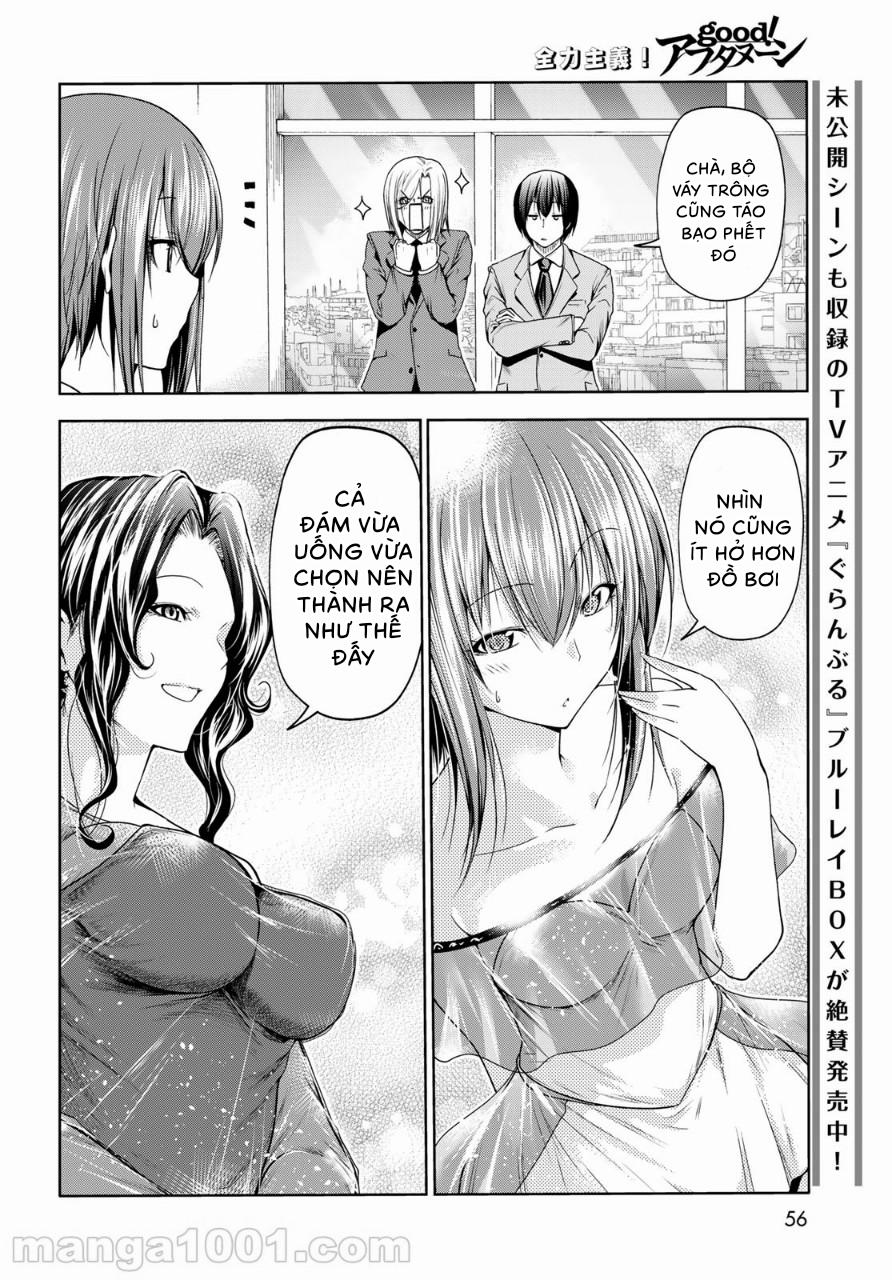 good!
アフタヌーン
全力主義！
未公開シーンも収録のTVアニメ『ぐらんぶる』ブルーレイBOXが絶賛発売中！
CHÀ, BỘ
VÁY TRÔNG
CŨNG TÁO
BẠO PHẾT
ĐÓ
NHÌN
NÓ CŨNG
ÍT HỞ HƠN
ĐỒ BƠI
CẢ
ĐÁM VỪA
UỐNG VỪA
CHỌN NÊN
THÀNH RA
NHƯ THẾ
ĐẤY
56
manga1001.com